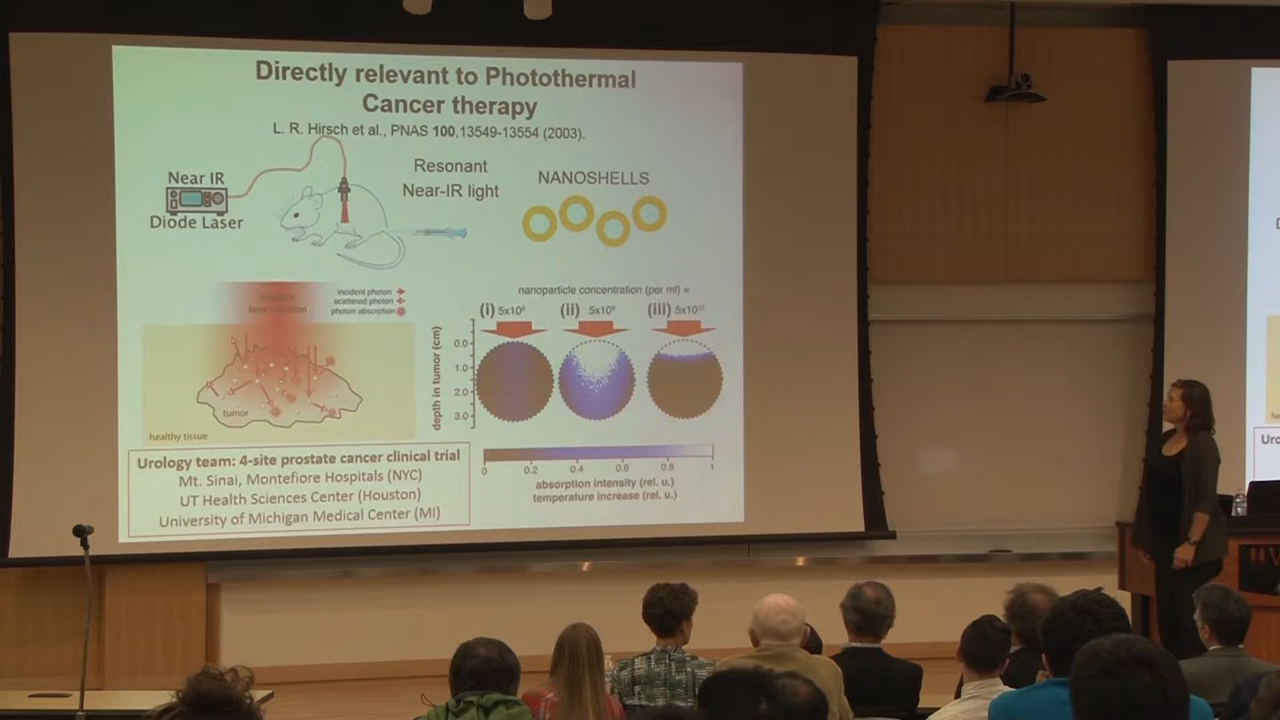 Directly relevant to Photothermal
Cancer therapy
L. R. Hirsch et al., PNAS 100,13549-13554 (2003).
Near IR
Diode Laser
Resonant
Near-IR light
NANOSHELLS
laser radiation
incident photon
scattered photon
photon absorption
tumor
healthy tissue
nanoparticle concentration (per ml) =
(i) 5x10⁹
(ii) 5x10⁹
(iii) 5x10¹⁰
depth in tumor (cm)
0.0
1.0
2.0
3.0
0 0.2 0.4 0.6 0.8 1
absorption intensity (rel. u.)
temperature increase (rel. u.)
Urology team: 4-site prostate cancer clinical trial
Mt. Sinai, Montefiore Hospitals (NYC)
UT Health Sciences Center (Houston)
University of Michigan Medical Center (MI)
Uro